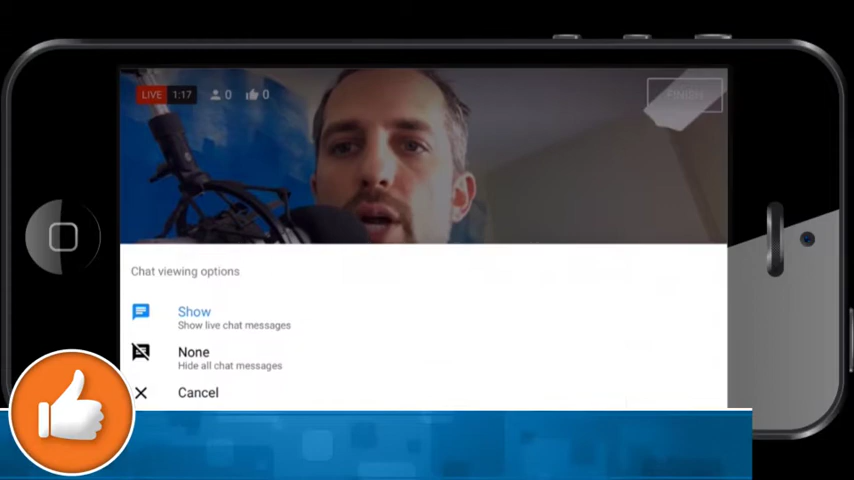 LIVE 1:17 0 0
FINISH
Chat viewing options
Show
Show live chat messages
None
Hide all chat messages
Cancel